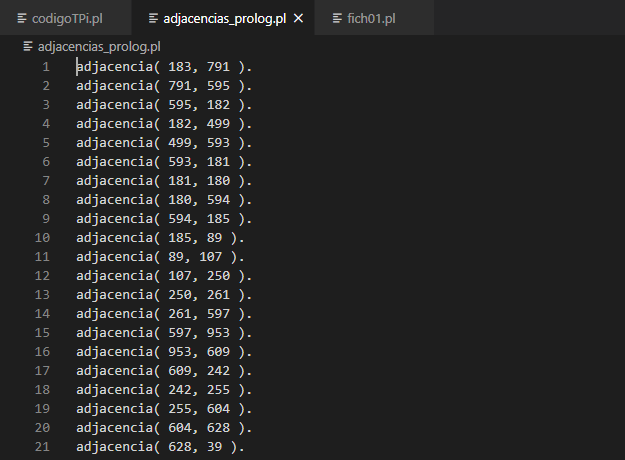 codigoTPi.pl adjacencias_prolog.pl fich01.pl
adjacencias_prolog.pl
1 adjacencia( 183, 791 ).
2 adjacencia( 791, 595 ).
3 adjacencia( 595, 182 ).
4 adjacencia( 182, 499 ).
5 adjacencia( 499, 593 ).
6 adjacencia( 593, 181 ).
7 adjacencia( 181, 180 ).
8 adjacencia( 180, 594 ).
9 adjacencia( 594, 185 ).
10 adjacencia( 185, 89 ).
11 adjacencia( 89, 107 ).
12 adjacencia( 107, 250 ).
13 adjacencia( 250, 261 ).
14 adjacencia( 261, 597 ).
15 adjacencia( 597, 953 ).
16 adjacencia( 953, 609 ).
17 adjacencia( 609, 242 ).
18 adjacencia( 242, 255 ).
19 adjacencia( 255, 604 ).
20 adjacencia( 604, 628 ).
21 adjacencia( 628, 39 ).